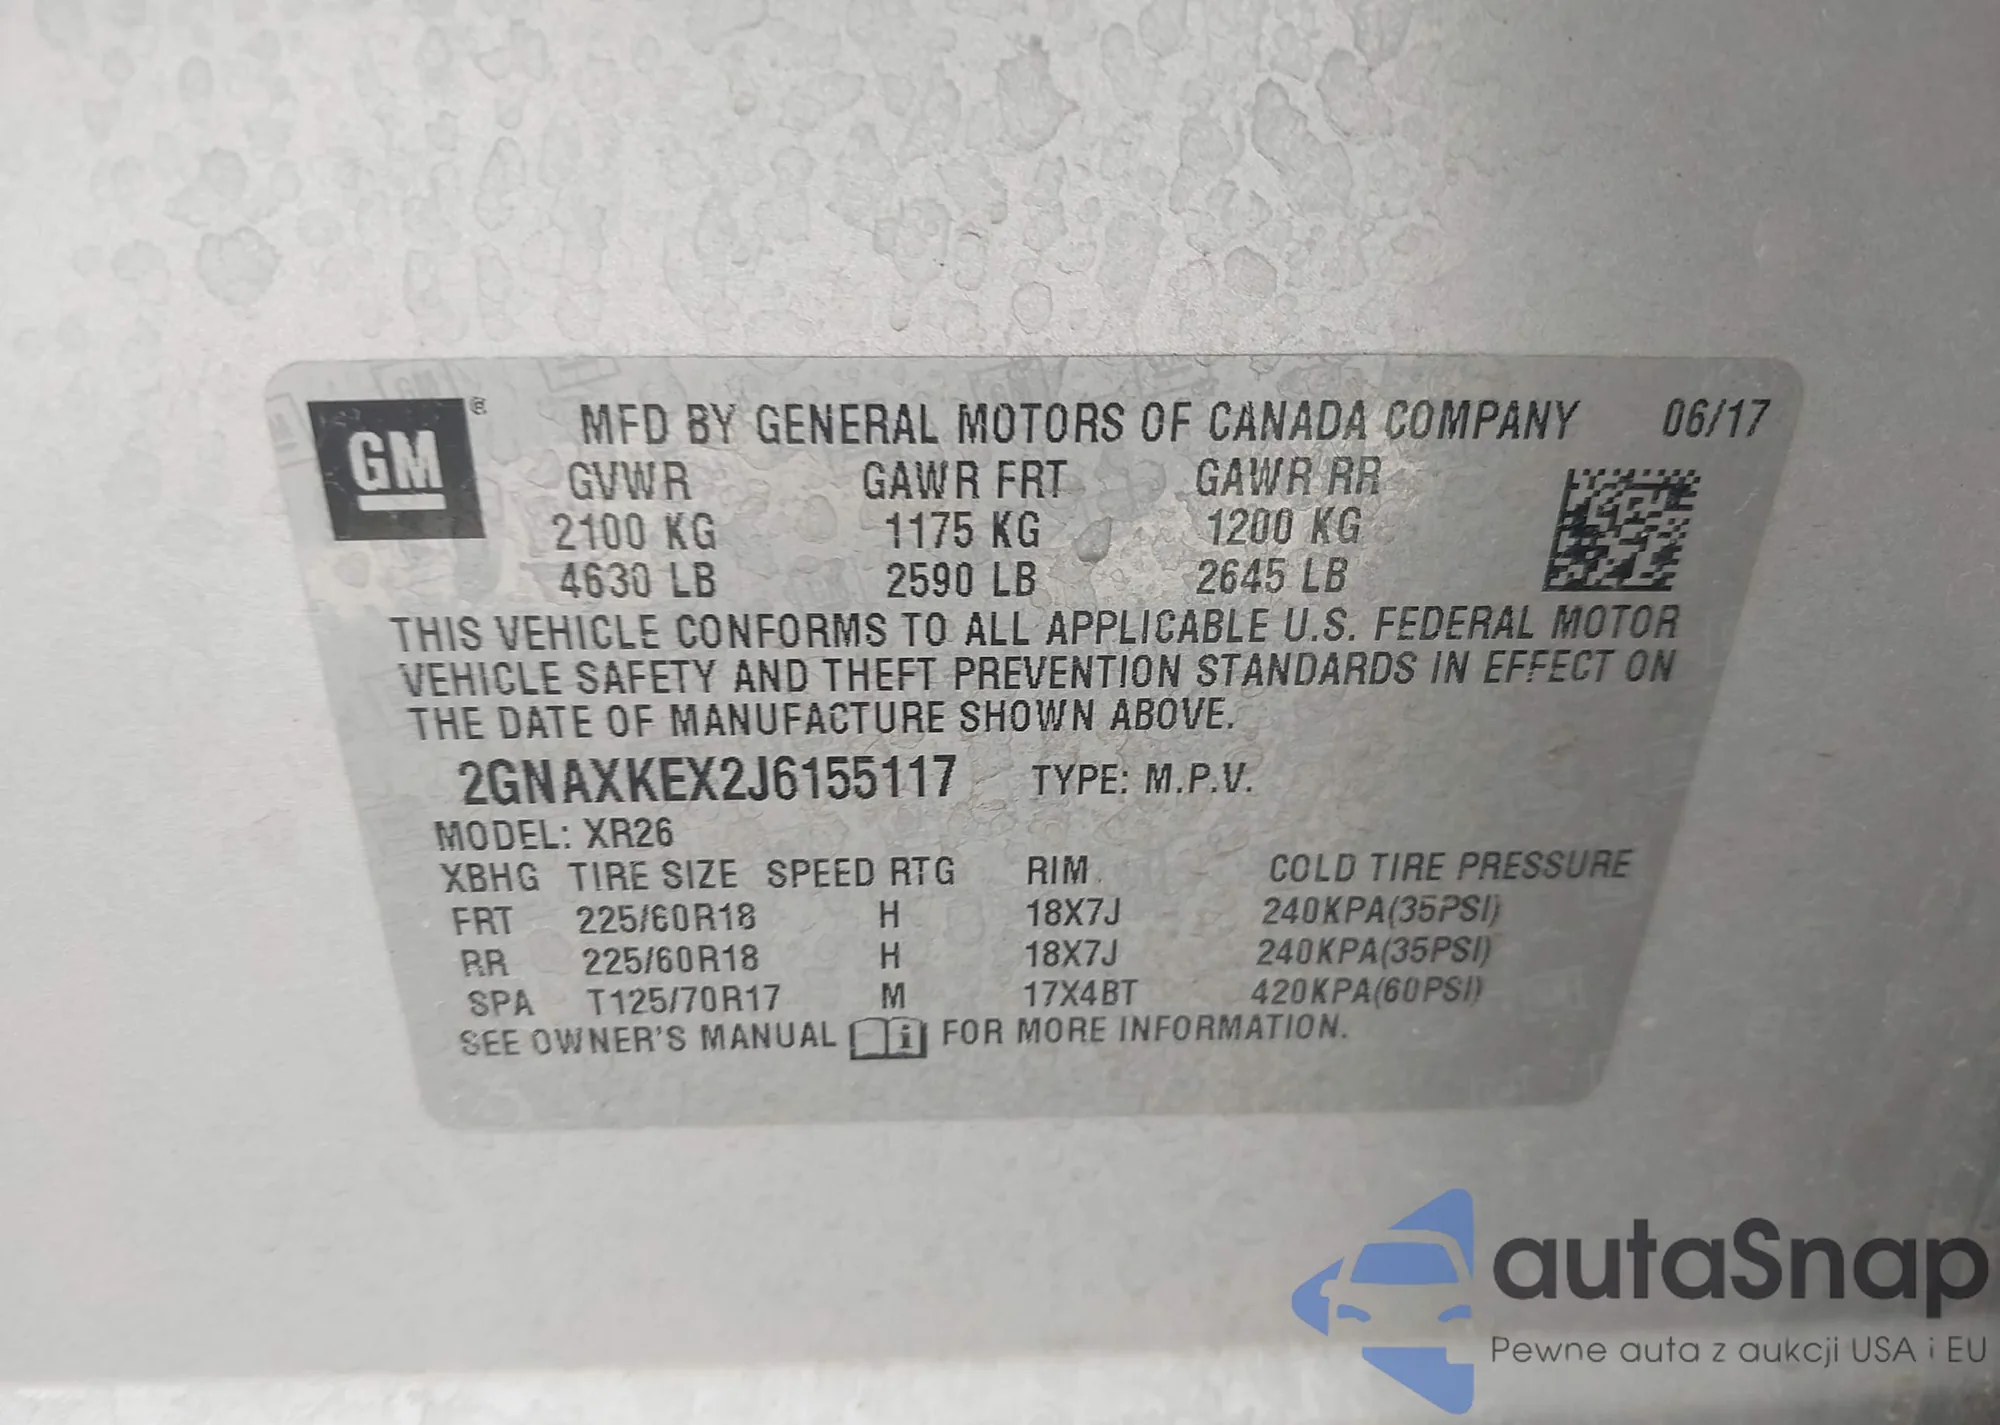 GM ®
MFD BY GENERAL MOTORS OF CANADA COMPANY 06/17
GVWR GAWR FRT GAWR RR
2100 KG 1175 KG 1200 KG
4630 LB 2590 LB 2645 LB
THIS VEHICLE CONFORMS TO ALL APPLICABLE U.S. FEDERAL MOTOR
VEHICLE SAFETY AND THEFT PREVENTION STANDARDS IN EFFECT ON
THE DATE OF MANUFACTURE SHOWN ABOVE.
2GNAXKEX2J6155117 TYPE: M.P.V.
MODEL: XR26
XBHG TIRE SIZE SPEED RTG RIM COLD TIRE PRESSURE
FRT 225/60R18 H 18X7J 240KPA(35PSI)
RR 225/60R18 H 18X7J 240KPA(35PSI)
SPA T125/70R17 M 17X4BT 420KPA(60PSI)
SEE OWNER'S MANUAL i FOR MORE INFORMATION.
autaSnap
Pewne auta z aukcji USA i EU